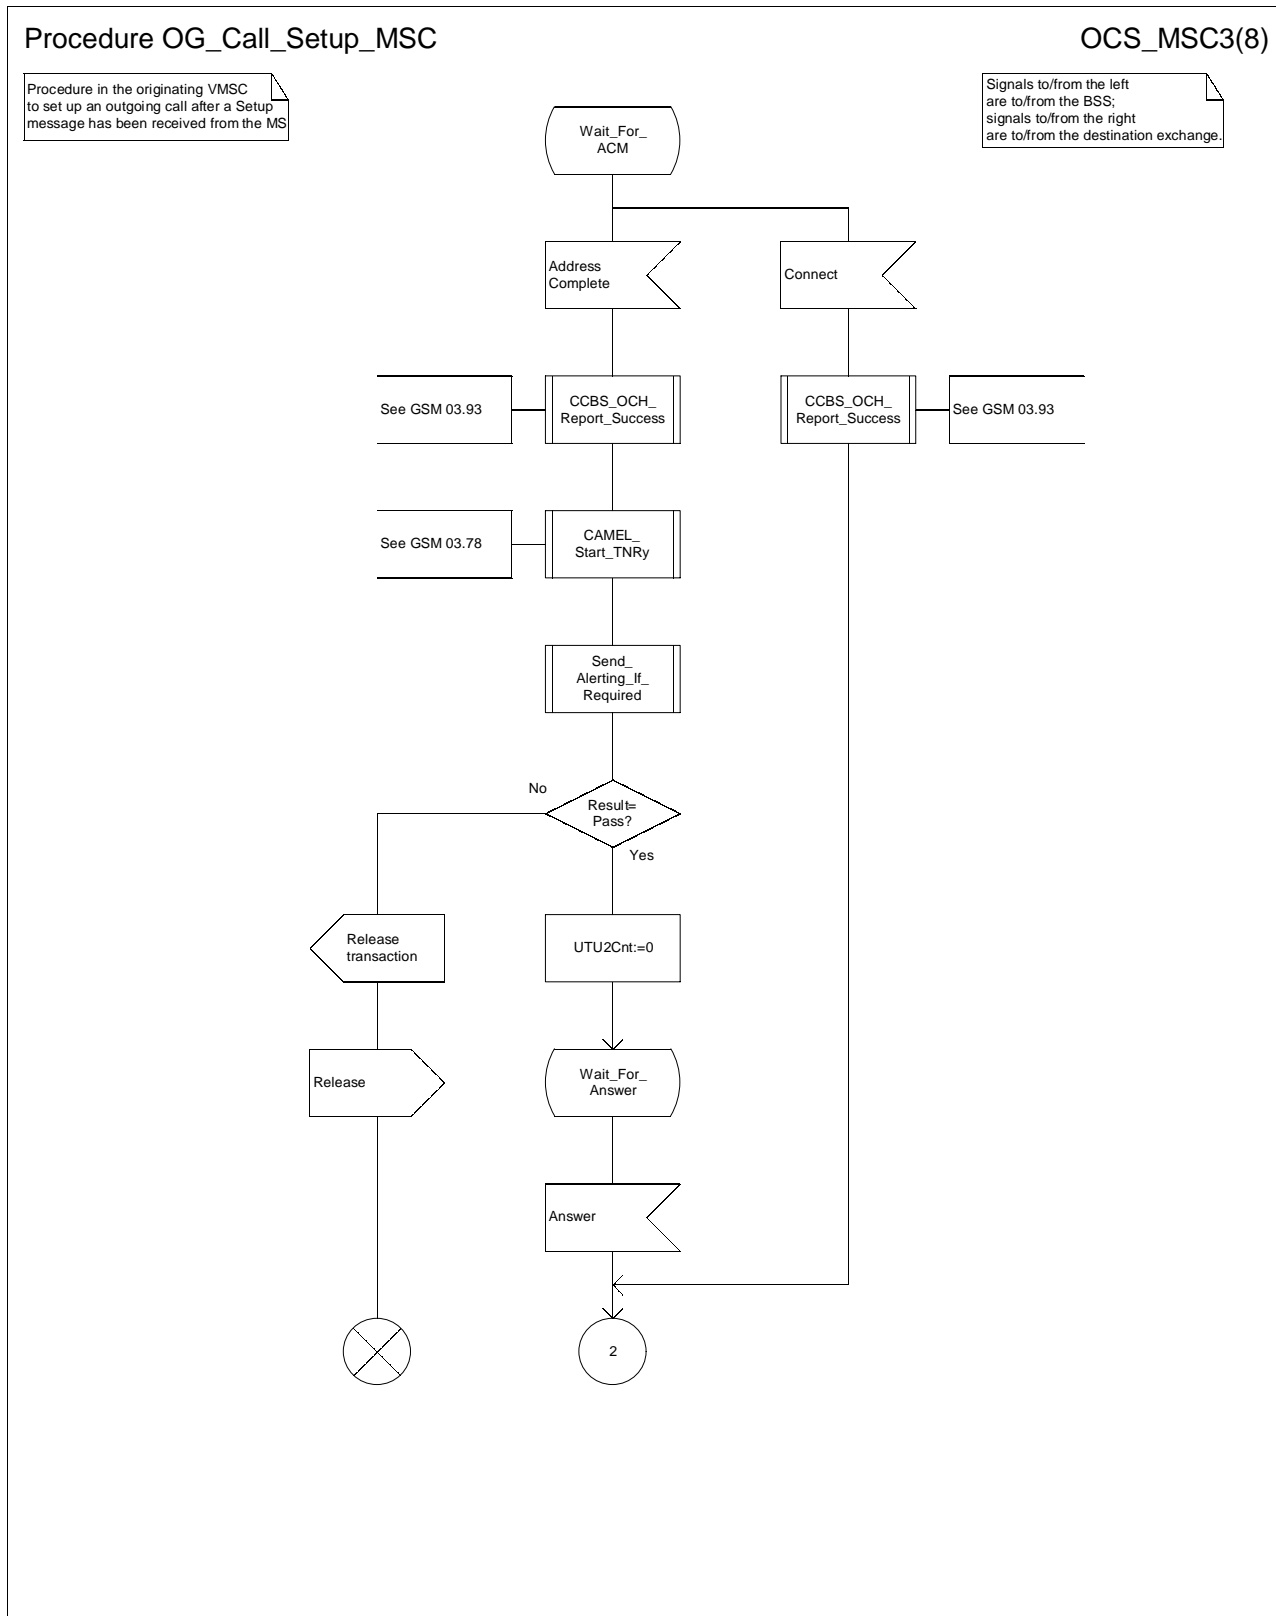 Procedure OG_Call_Setup_MSC
OCS_MSC3(8)
Procedure in the originating VMSC
to set up an outgoing call after a Setup
message has been received from the MS
Signals to/from the left
are to/from the BSS;
signals to/from the right
are to/from the destination exchange.
Wait_For_
ACM
Address
Complete
Connect
See GSM 03.93
CCBS_OCH_
Report_Success
CCBS_OCH_
Report_Success
See GSM 03.93
See GSM 03.78
CAMEL_
Start_TNRy
Send_
Alerting_If_
Required
No
Result=
Pass?
Yes
Release
transaction
UTU2Cnt:=0
Release
Wait_For_
Answer
Answer
2